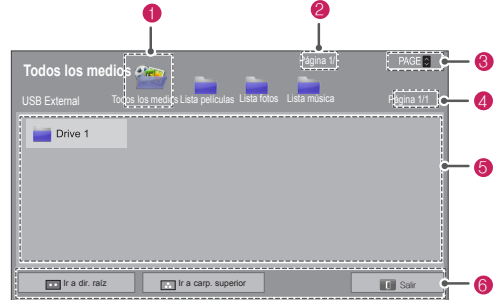 1
2
Página 1/
PAGE
3
Todos los medios
USB External
Todos los medios
Lista películas
Lista fotos
Lista música
Página 1/1
4
Drive 1
5
Ir a dir. raíz
Ir a carp. superior
Salir
6